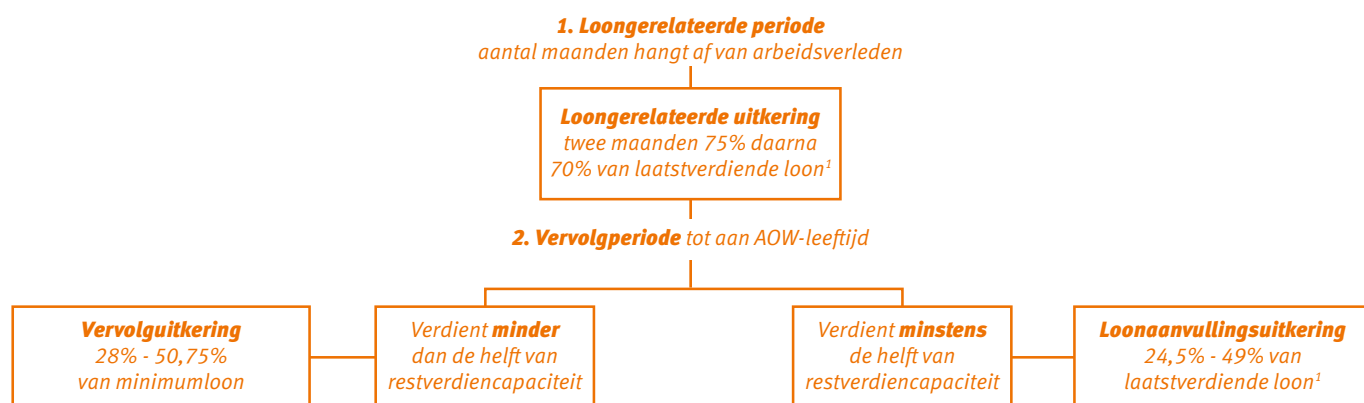 1. Loongerelateerde periode
aantal maanden hangt af van arbeidsverleden
Loongerelateerde uitkering
twee maanden 75% daarna
70% van laatstverdiende loon¹
2. Vervolgperiode tot aan AOW-leeftijd
Vervolguitkering
28% - 50,75%
van minimumloon
Verdient minder
dan de helft van
restverdiencapaciteit
Verdient minstens
de helft van
restverdiencapaciteit
Loonaanvullingsuitkering
24,5% - 49% van
laatstverdiende loon¹